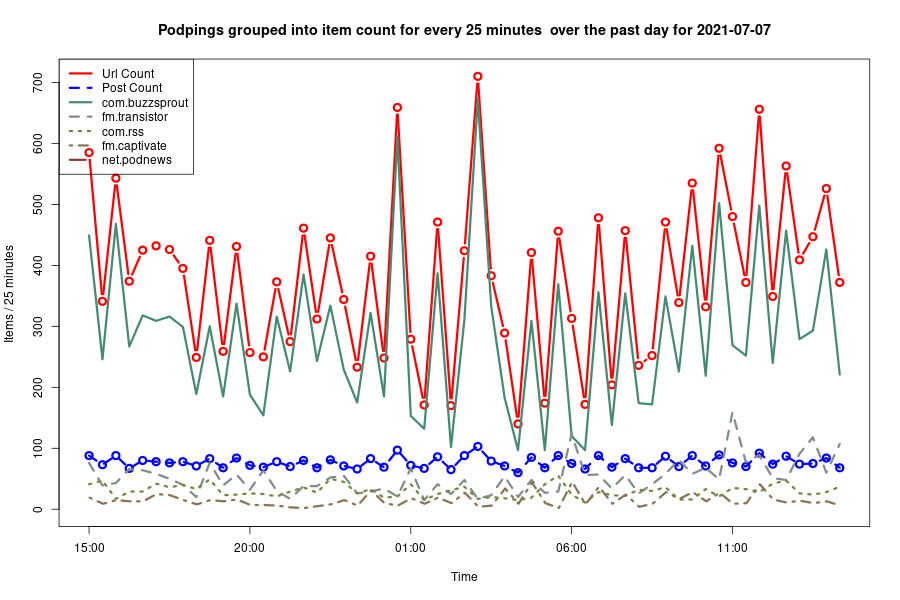 Podpings grouped into item count for every 25 minutes  over the past day for 2021-07-07
Url Count
Post Count
com.buzzsprout
fm.transistor
com.rss
fm.captivate
net.podnews
Items / 25 minutes
700
600
500
400
300
200
100
0
15:00
20:00
01:00
06:00
11:00
Time